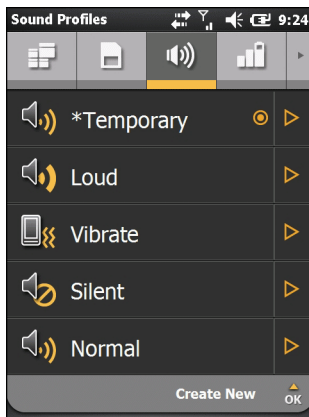 Sound Profiles 9:24
*Temporary
Loud
Vibrate
Silent
Normal
Create New OK